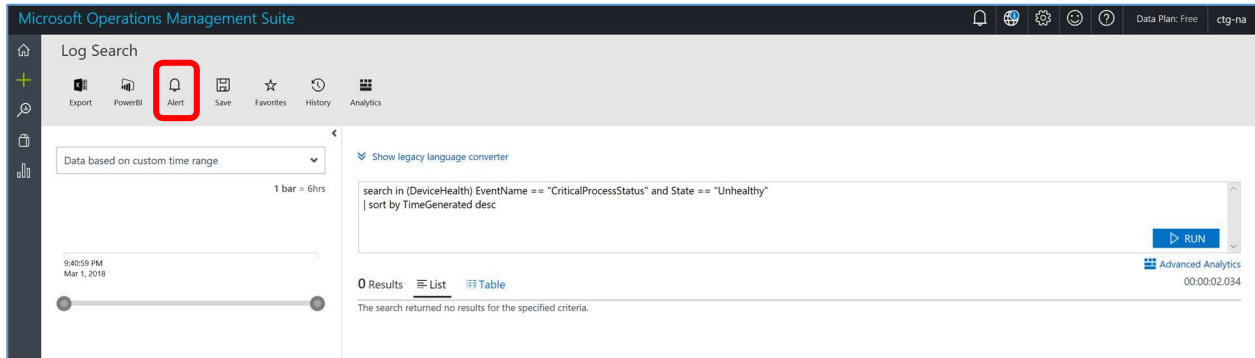 Microsoft Operations Management Suite
Data Plan: Free
ctg-na
Log Search
Export
PowerBI
Alert
Save
Favorites
History
Analytics
Data based on custom time range
1 bar = 6hrs
9:40:59 PM
Mar 1, 2018
Show legacy language converter
search in (DeviceHealth) EventName == "CriticalProcessStatus" and State == "Unhealthy"
| sort by TimeGenerated desc
RUN
Advanced Analytics
0 Results
List
Table
00:00:02.034
The search returned no results for the specified criteria.